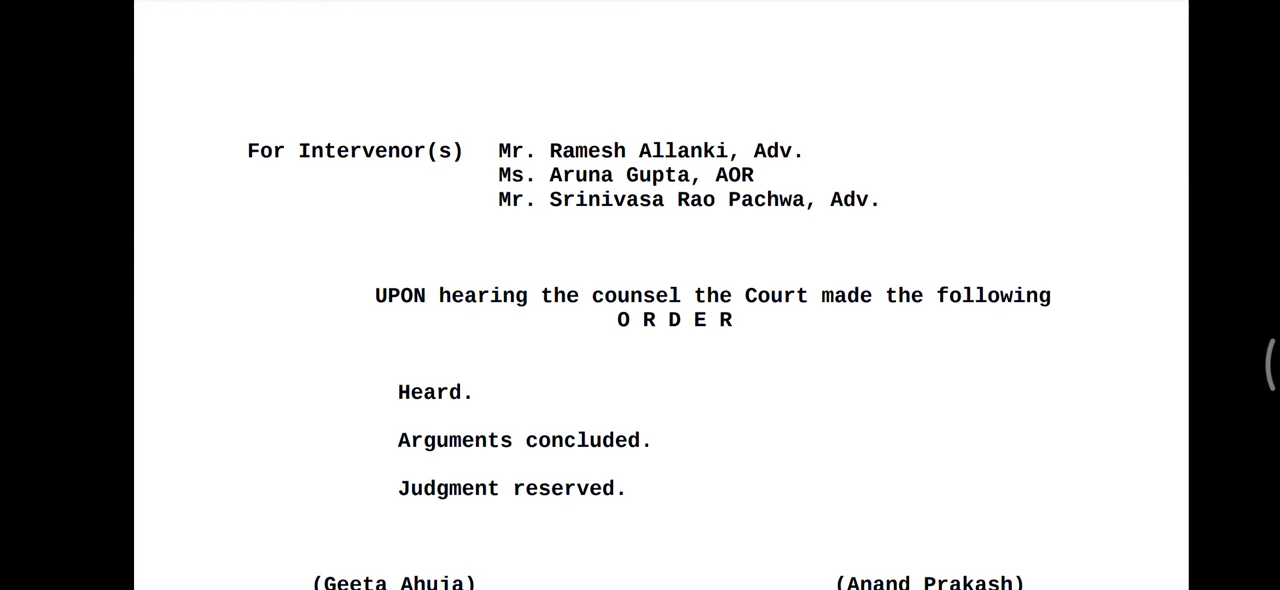 For Intervenor(s) Mr. Ramesh Allanki, Adv.
Ms. Aruna Gupta, AOR
Mr. Srinivasa Rao Pachwa, Adv.
UPON hearing the counsel the Court made the following
O R D E R
Heard.
Arguments concluded.
Judgment reserved.
(Geeta Ahuja) (Anand Prakash)